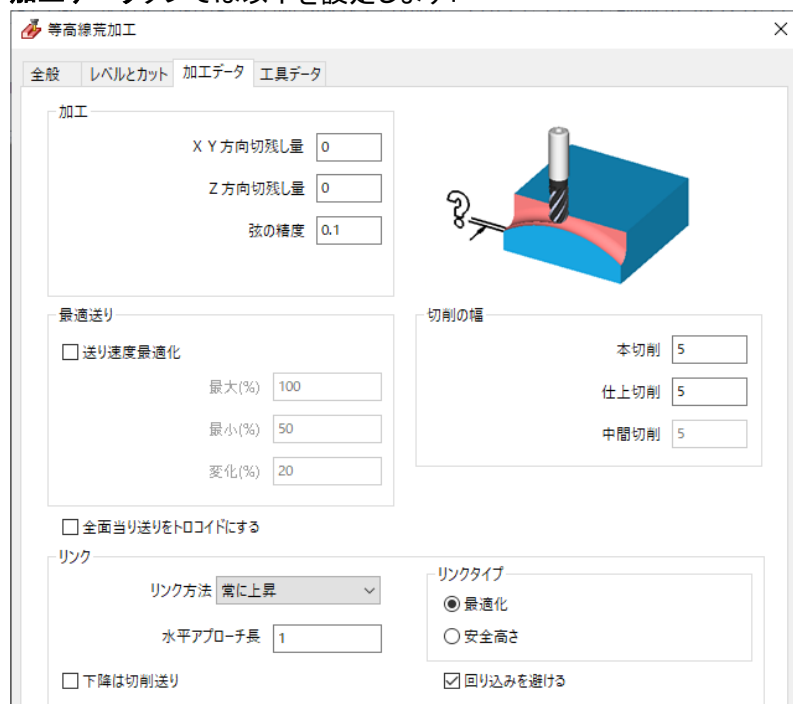 等高線荒加工
全般 レベルとカット 加工データ 工具データ
加工
X Y 方向切残し量 0
Z 方向切残し量 0
弦の精度 0.1
最適送り
送り速度最適化
最大(%) 100
最小(%) 50
変化(%) 20
切削の幅
本切削 5
仕上切削 5
中間切削 5
全面当り送りをトロコイドにする
リンク
リンク方法 常に上昇
水平アプローチ長 1
下降は切削送り
リンクタイプ
最適化
安全高さ
回り込みを避ける